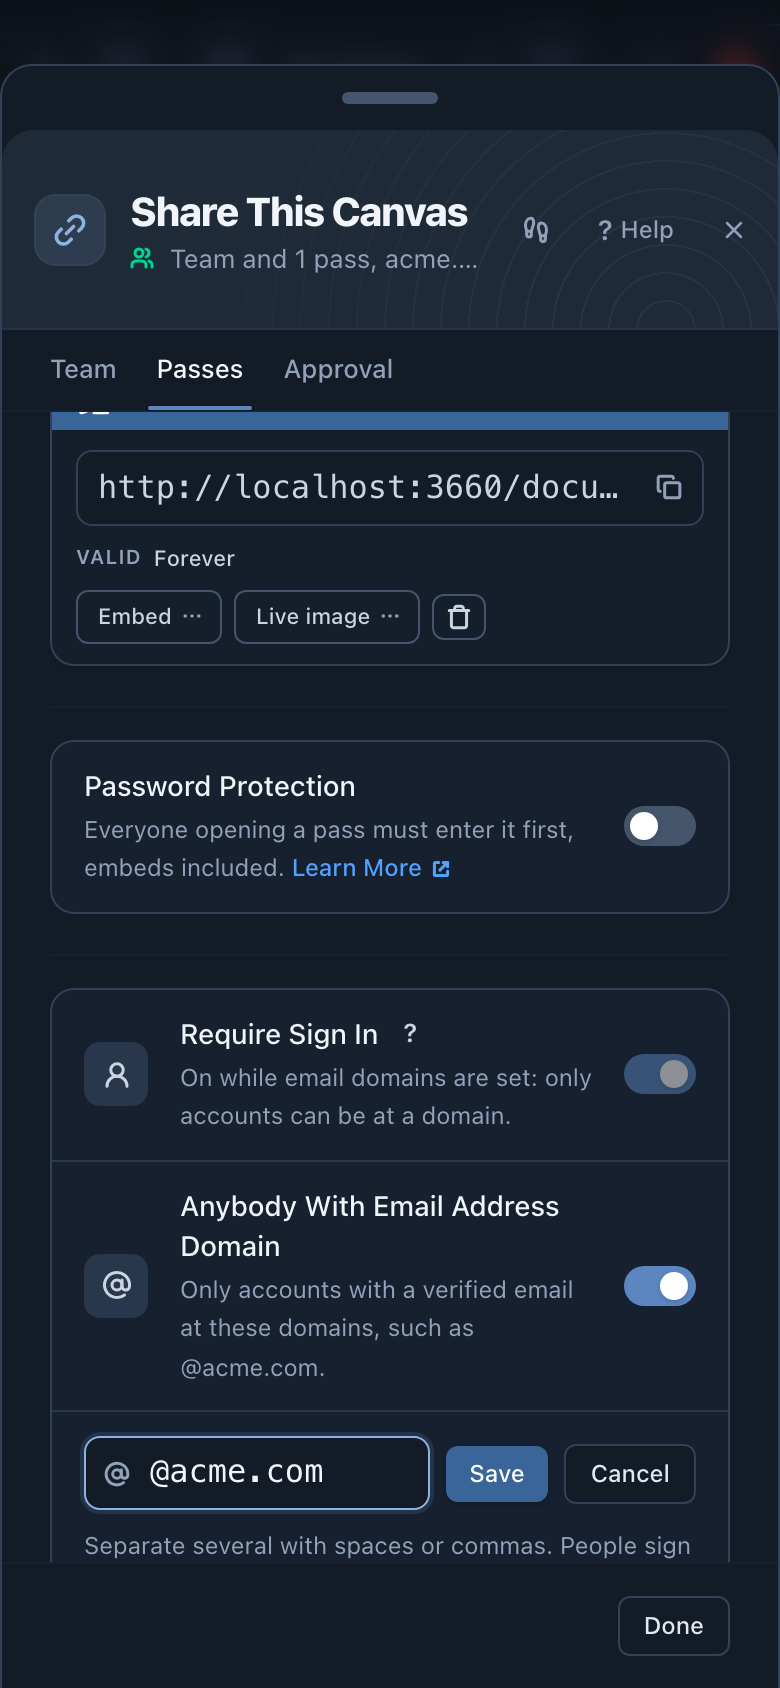 Share This Canvas
Team and 1 pass, acme....
? Help
Team
Passes
Approval
http://localhost:3660/docu…
VALID Forever
Embed ···
Live image ···
Password Protection
Everyone opening a pass must enter it first,
embeds included. Learn More
Require Sign In ?
On while email domains are set: only
accounts can be at a domain.
Anybody With Email Address
Domain
Only accounts with a verified email
at these domains, such as
@acme.com.
@ @acme.com
Save
Cancel
Separate several with spaces or commas. People sign
Done